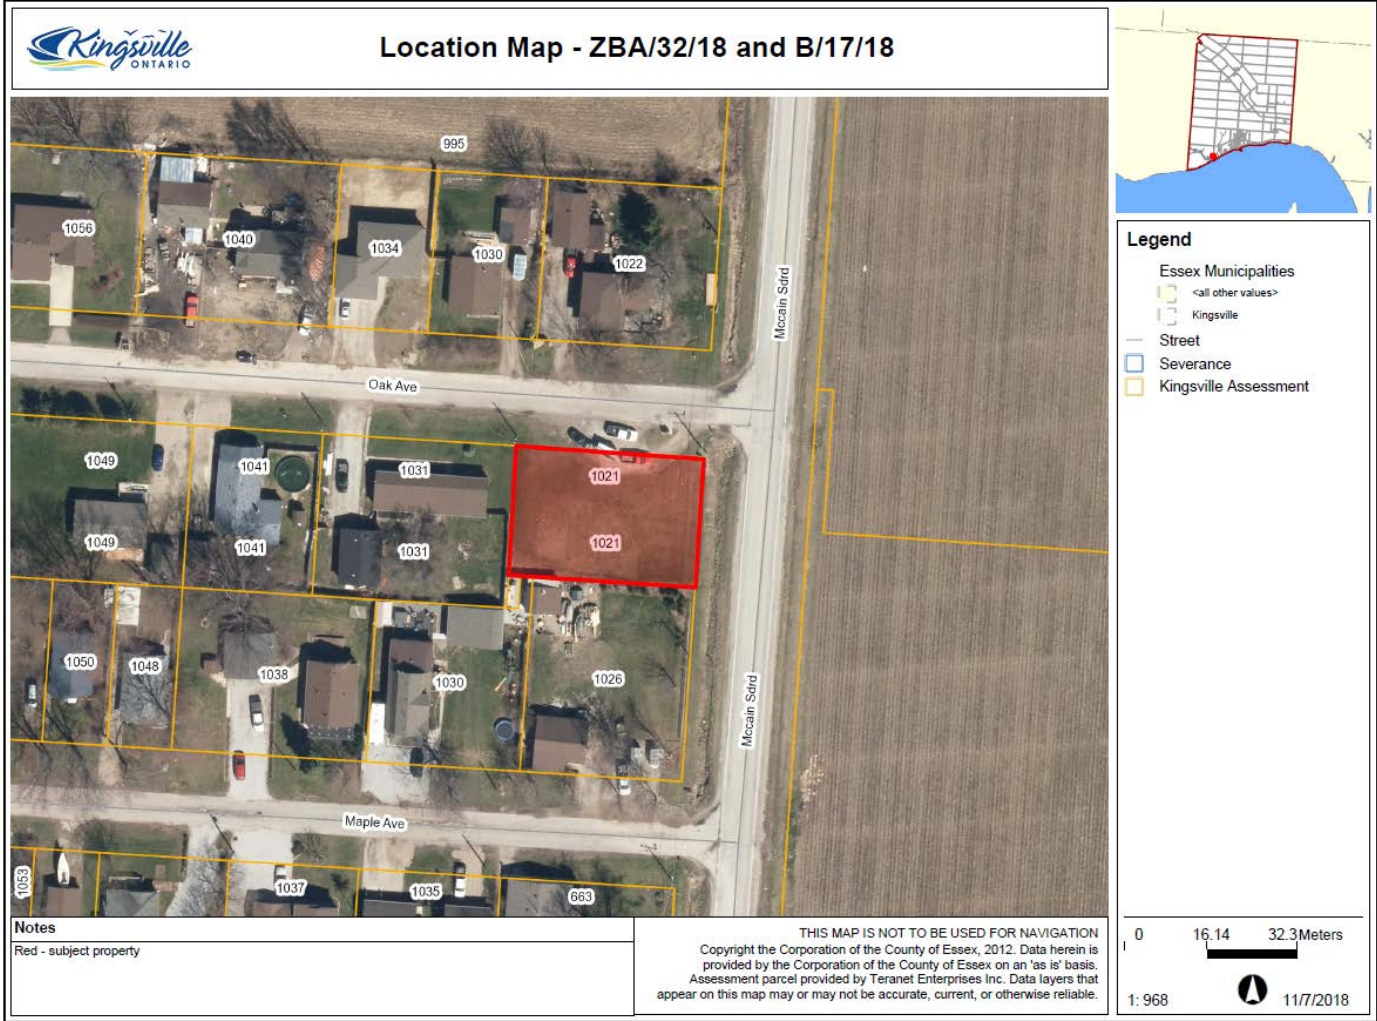 Kingsville
ONTARIO
Location Map - ZBA/32/18 and B/17/18
995
1056
1040
1034
1030
1022
Mccain Sdrd
Oak Ave
1049
1041
1031
1021
1049
1041
1031
1021
1050
1048
1038
1030
1026
Mccain Sdrd
Maple Ave
1053
1037
1035
663
Legend
Essex Municipalities
<all other values>
Kingsville
Street
Severance
Kingsville Assessment
Notes
Red - subject property
THIS MAP IS NOT TO BE USED FOR NAVIGATION
Copyright the Corporation of the County of Essex, 2012. Data herein is
provided by the Corporation of the County of Essex on an 'as is' basis.
Assessment parcel provided by Teranet Enterprises Inc. Data layers that
appear on this map may or may not be accurate, current, or otherwise reliable.
0 16.14 32.3 Meters
1: 968
11/7/2018